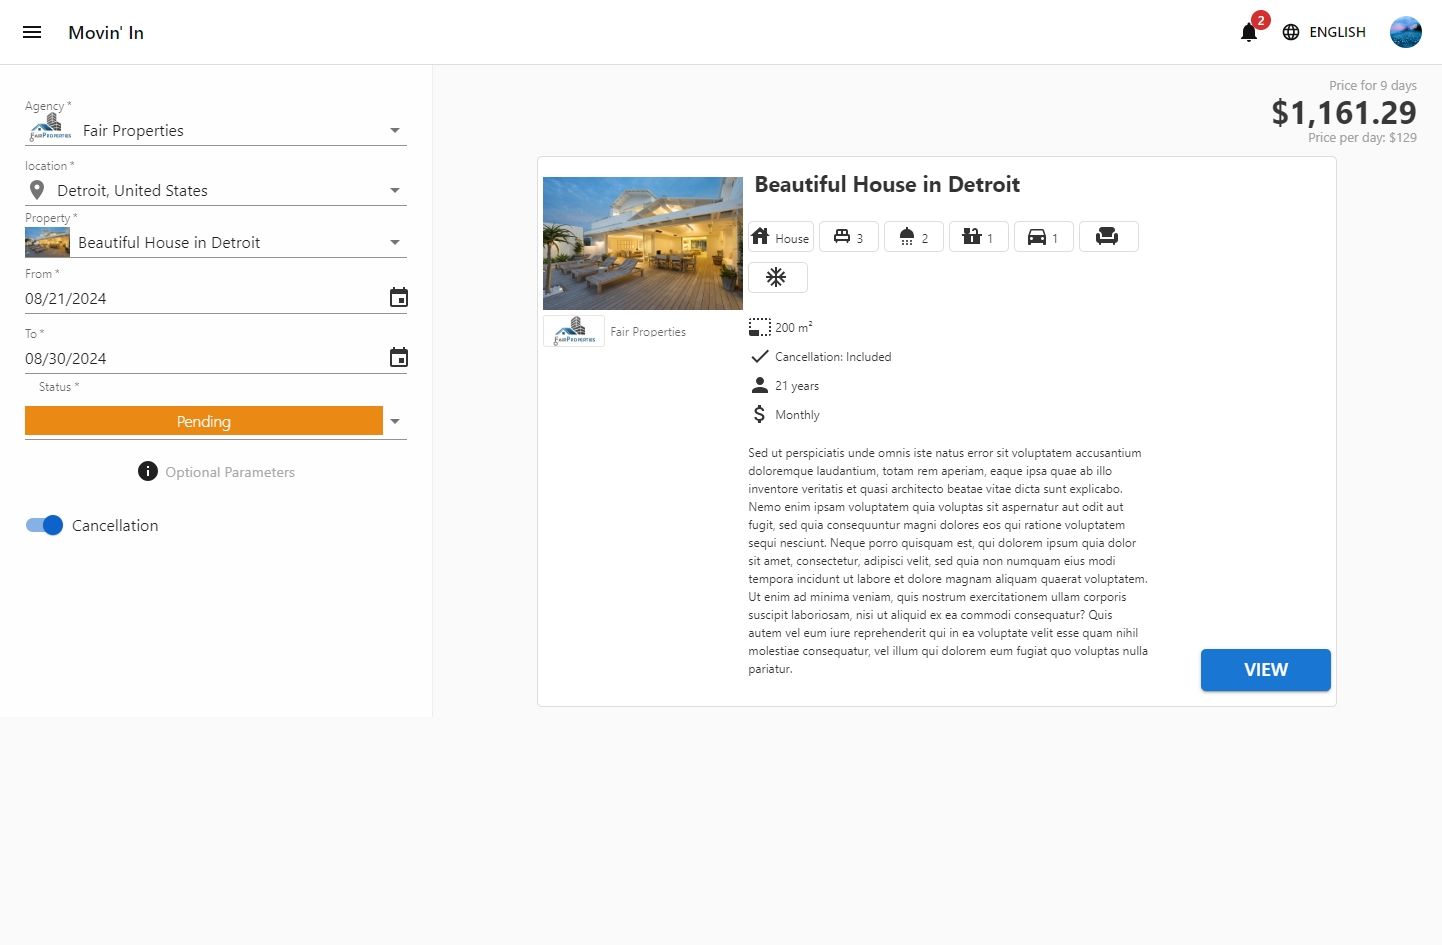 Movin' In
2
ENGLISH
Agency *
FAIR PROPERTIES
Fair Properties
location *
Detroit, United States
Property *
Beautiful House in Detroit
From *
08/21/2024
To *
08/30/2024
Status *
Pending
Optional Parameters
Cancellation
Price for 9 days
$1,161.29
Price per day: $129
Beautiful House in Detroit
House
3
2
1
1
FAIR PROPERTIES
Fair Properties
200 m²
Cancellation: Included
21 years
Monthly
Sed ut perspiciatis unde omnis iste natus error sit voluptatem accusantium
doloremque laudantium, totam rem aperiam, eaque ipsa quae ab illo
inventore veritatis et quasi architecto beatae vitae dicta sunt explicabo.
Nemo enim ipsam voluptatem quia voluptas sit aspernatur aut odit aut
fugit, sed quia consequuntur magni dolores eos qui ratione voluptatem
sequi nesciunt. Neque porro quisquam est, qui dolorem ipsum quia dolor
sit amet, consectetur, adipisci velit, sed quia non numquam eius modi
tempora incidunt ut labore et dolore magnam aliquam quaerat voluptatem.
Ut enim ad minima veniam, quis nostrum exercitationem ullam corporis
suscipit laboriosam, nisi ut aliquid ex ea commodi consequatur? Quis
autem vel eum iure reprehenderit qui in ea voluptate velit esse quam nihil
molestiae consequatur, vel illum qui dolorem eum fugiat quo voluptas nulla
pariatur.
VIEW